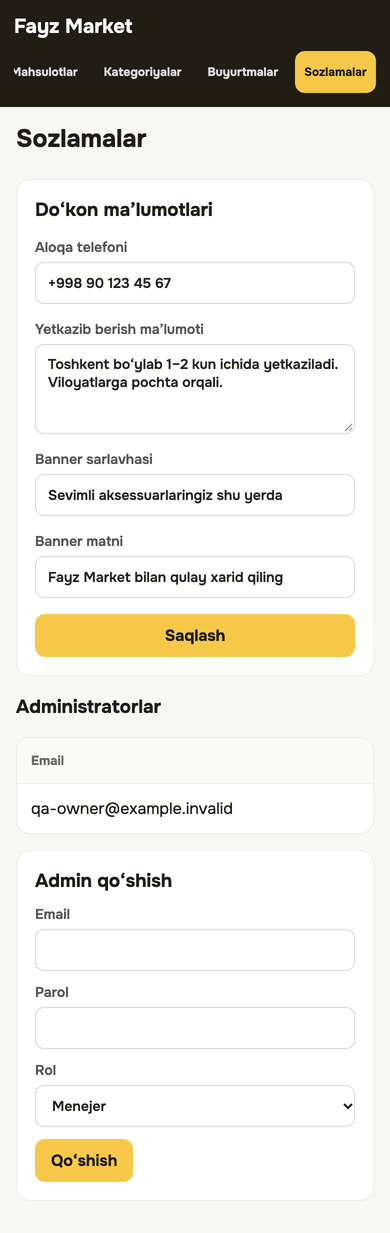 Fayz Market
Mahsulotlar Kategoriyalar Buyurtmalar Sozlamalar
Sozlamalar
Do‘kon ma’lumotlari
Aloqa telefoni
+998 90 123 45 67
Yetkazib berish ma’lumoti
Toshkent bo‘ylab 1–2 kun ichida yetkaziladi.
Viloyatlarga pochta orqali.
Banner sarlavhasi
Sevimli aksessuarlaringiz shu yerda
Banner matni
Fayz Market bilan qulay xarid qiling
Saqlash
Administratorlar
Email
qa-owner@example.invalid
Admin qo‘shish
Email
Parol
Rol
Menejer
Qo‘shish